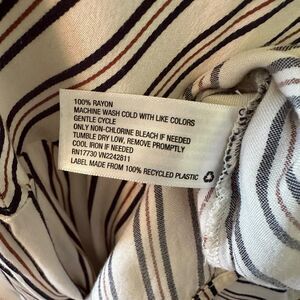 100% RAYON
MACHINE WASH COLD WITH LIKE COLORS
GENTLE CYCLE
ONLY NON-CHLORINE BLEACH IF NEEDED
TUMBLE DRY LOW, REMOVE PROMPTLY
COOL IRON IF NEEDED
RN17730 VN2242811
LABEL MADE FROM 100% RECYCLED PLASTIC